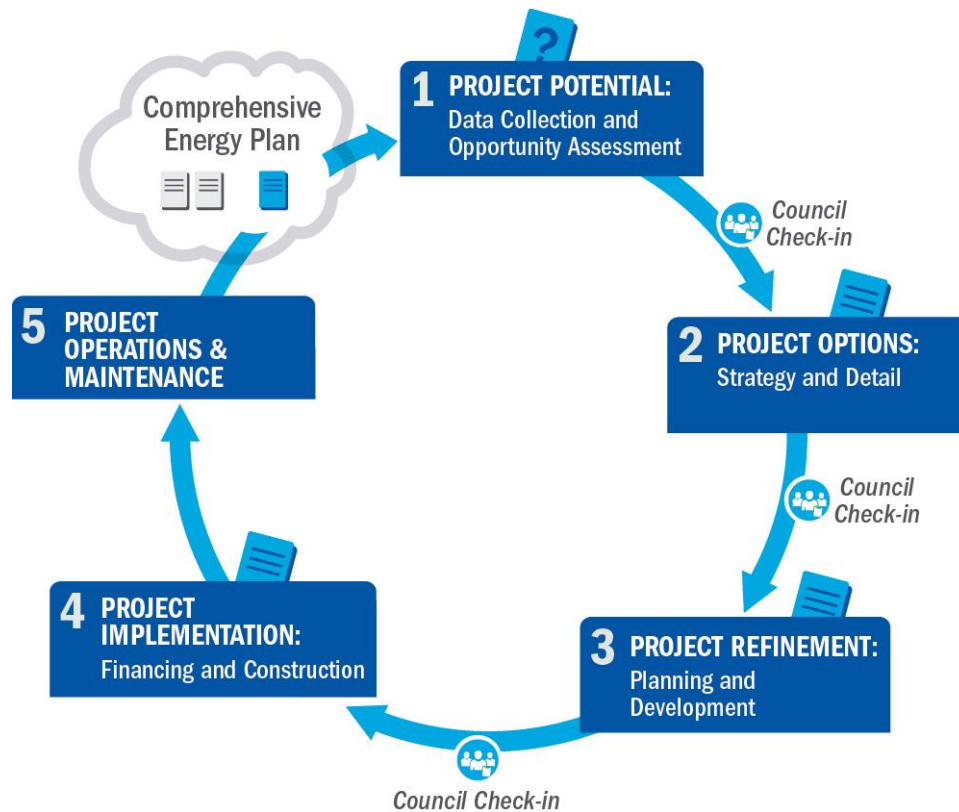 Comprehensive
Energy Plan
?
1 PROJECT POTENTIAL:
Data Collection and
Opportunity Assessment
Council
Check-in
2 PROJECT OPTIONS:
Strategy and Detail
Council
Check-in
3 PROJECT REFINEMENT:
Planning and
Development
Council Check-in
4 PROJECT
IMPLEMENTATION:
Financing and Construction
5 PROJECT
OPERATIONS &
MAINTENANCE